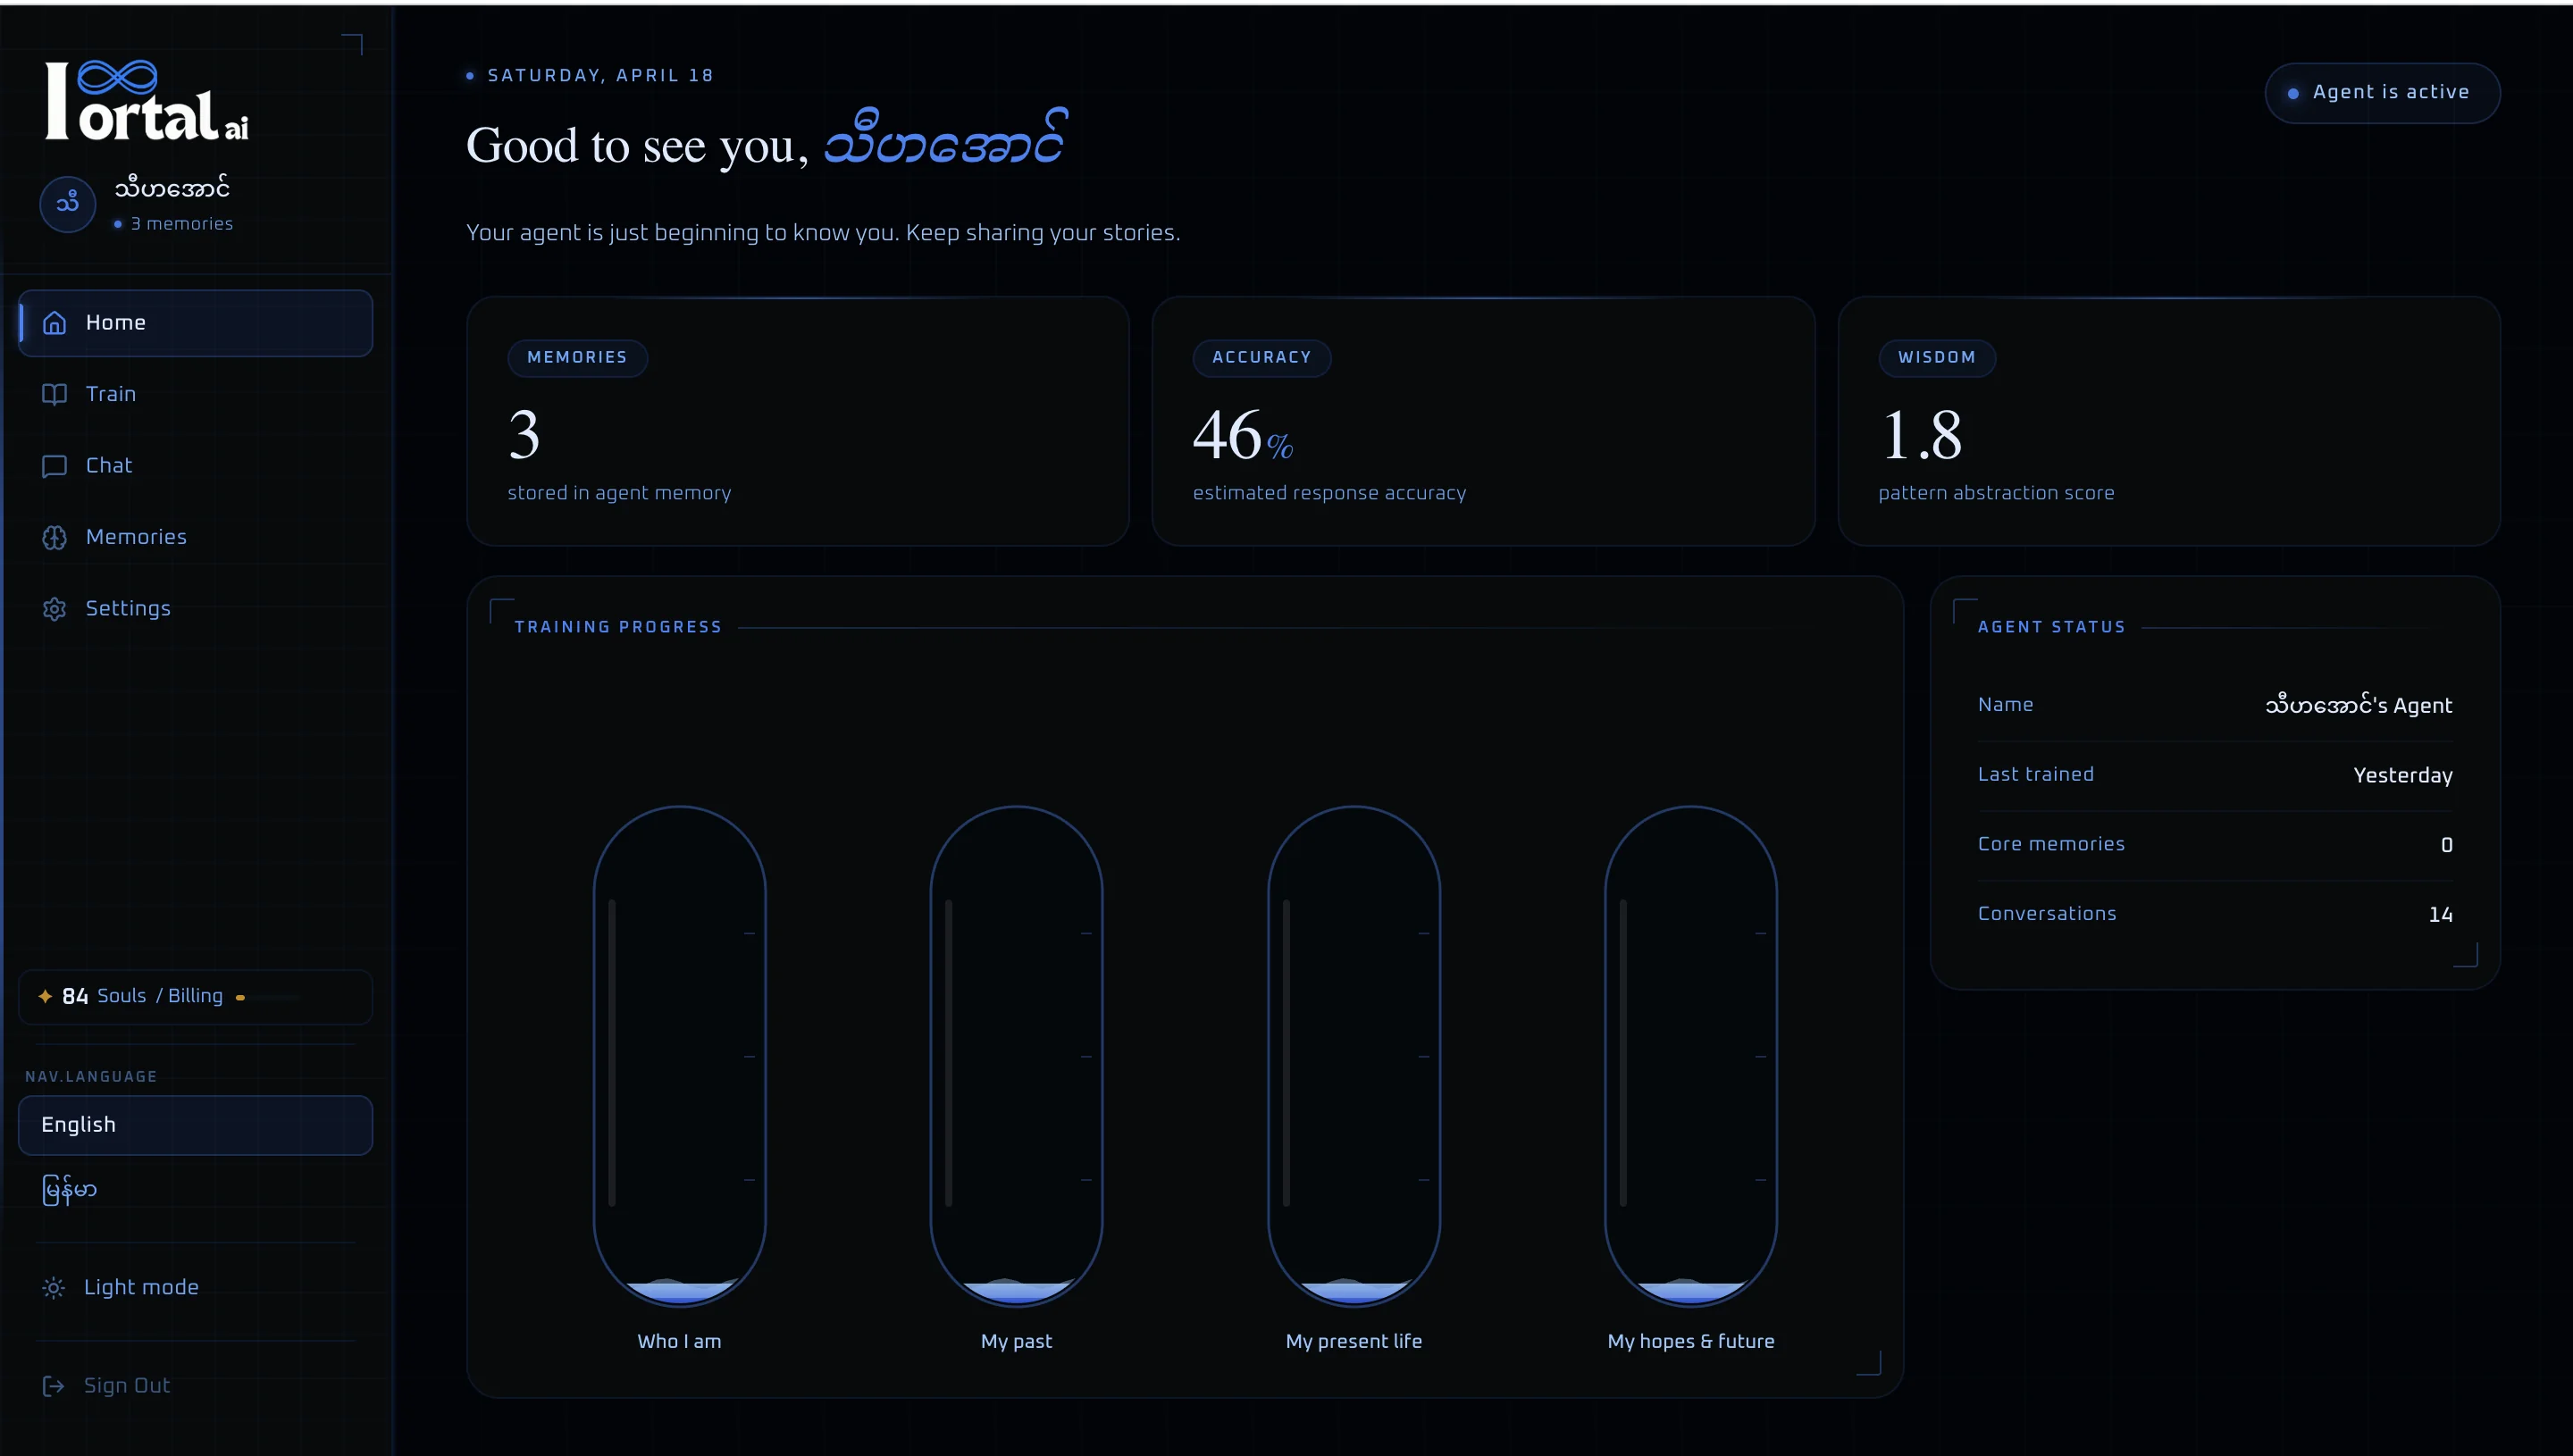 Portal ai
သီ
သီဟအောင်
3 memories
Home
Train
Chat
Memories
Settings
84 Souls / Billing
NAV.LANGUAGE
English
မြန်မာ
Light mode
Sign Out
SATURDAY, APRIL 18
Good to see you, သီဟအောင်
Your agent is just beginning to know you. Keep sharing your stories.
Agent is active
MEMORIES
3
stored in agent memory
ACCURACY
46%
estimated response accuracy
WISDOM
1.8
pattern abstraction score
TRAINING PROGRESS
Who I am
My past
My present life
My hopes & future
AGENT STATUS
Name သီဟအောင်'s Agent
Last trained Yesterday
Core memories 0
Conversations 14